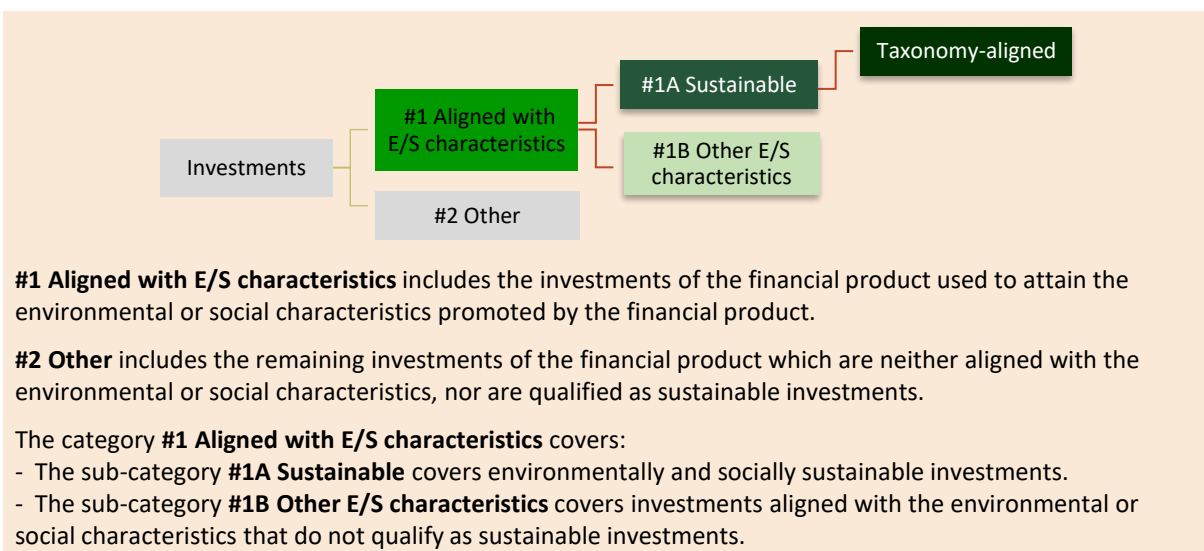 Taxonomy-aligned
#1A Sustainable
#1 Aligned with
E/S characteristics
#1B Other E/S
characteristics
Investments
#2 Other
#1 Aligned with E/S characteristics includes the investments of the financial product used to attain the
environmental or social characteristics promoted by the financial product.
#2 Other includes the remaining investments of the financial product which are neither aligned with the
environmental or social characteristics, nor are qualified as sustainable investments.
The category #1 Aligned with E/S characteristics covers:
- The sub-category #1A Sustainable covers environmentally and socially sustainable investments.
- The sub-category #1B Other E/S characteristics covers investments aligned with the environmental or
social characteristics that do not qualify as sustainable investments.